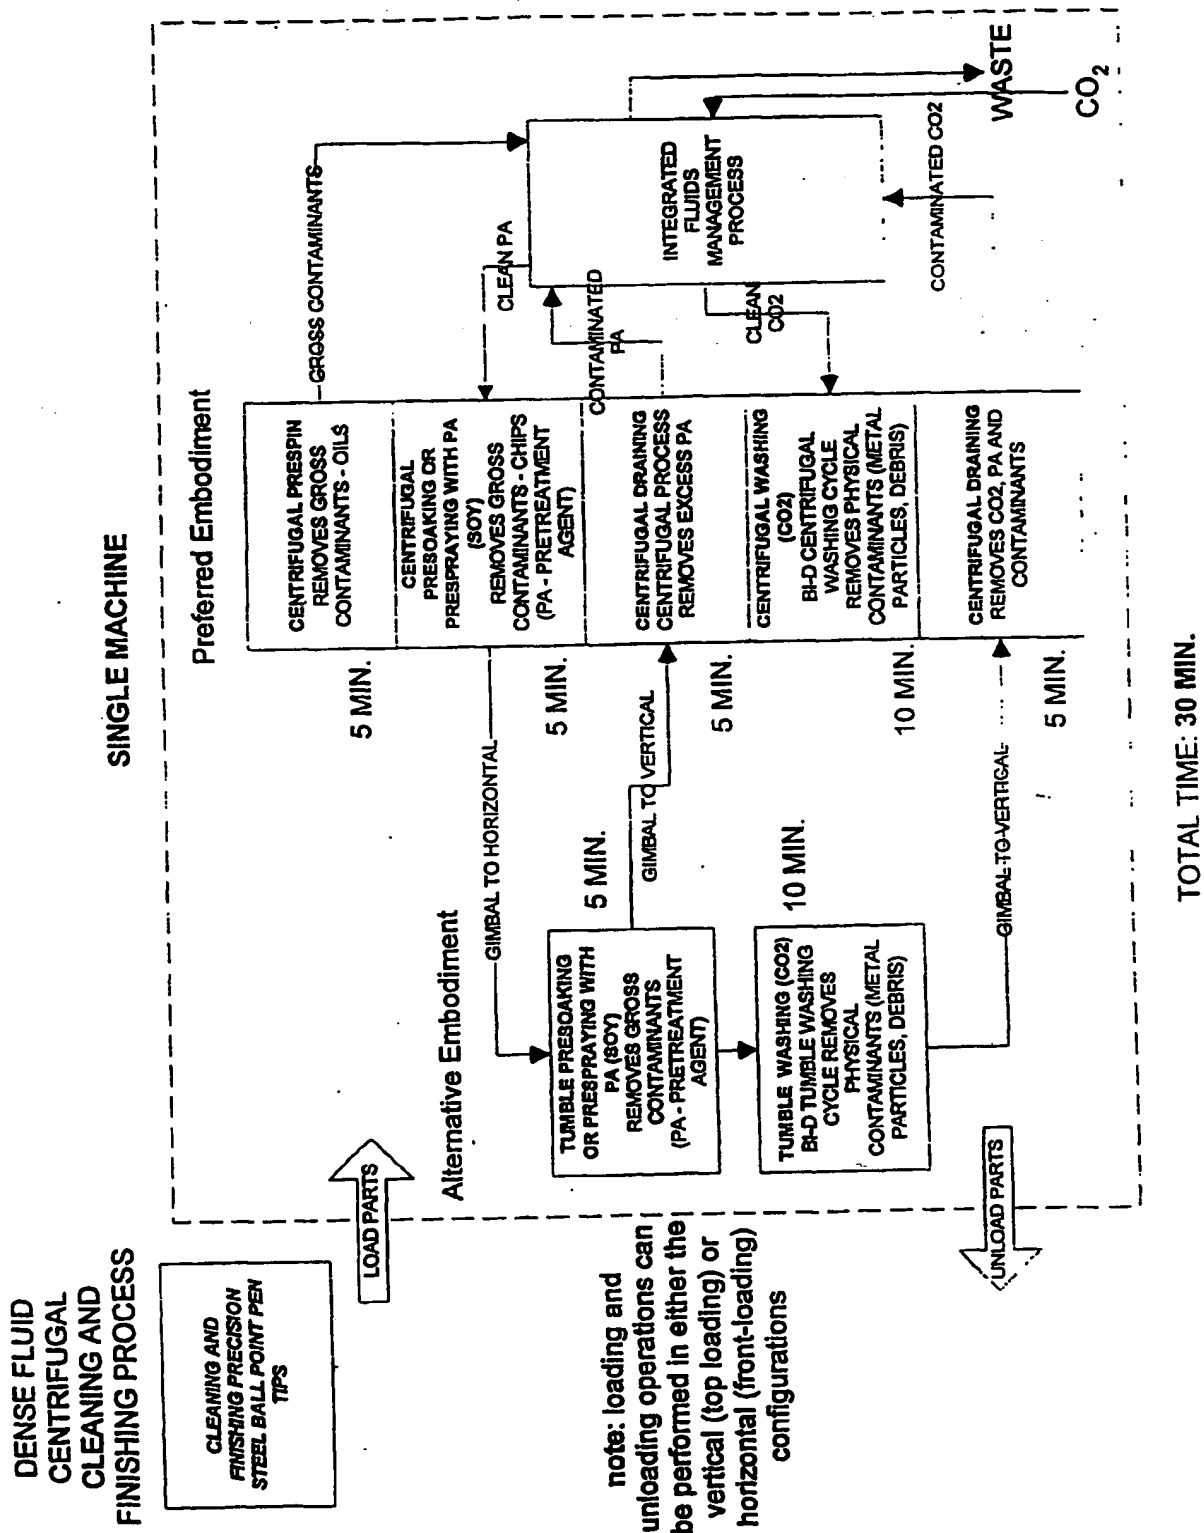 DENSE FLUID
CENTRIFUGAL
CLEANING AND
FINISHING PROCESS
CLEANING AND
FINISHING PRECISION
STEEL BALL POINT PEN
TIPS
note: loading and
unloading operations can
be performed in either the
vertical (top loading) or
horizontal (front-loading)
configurations
LOAD PARTS
UNLOAD PARTS
SINGLE MACHINE
Alternative Embodiment
GIMBAL TO HORIZONTAL
TUMBLE PRESOAKING
OR PRESPRAYING WITH
PA (SOY)
REMOVES GROSS
CONTAMINANTS
(PA - PRETREATMENT
AGENT)
5 MIN.
GIMBAL TO VERTICAL
TUMBLE WASHING (CO2)
BI-D TUMBLE WASHING
CYCLE REMOVES
PHYSICAL
CONTAMINANTS (METAL
PARTICLES, DEBRIS)
10 MIN.
GIMBAL-TO-VERTICAL
Preferred Embodiment
CENTRIFUGAL PRESPIN
REMOVES GROSS
CONTAMINANTS - OILS
5 MIN.
CENTRIFUGAL
PRESOAKING OR
PRESPRAYING WITH PA
(SOY)
REMOVES GROSS
CONTAMINANTS - CHIPS
(PA - PRETREATMENT
AGENT)
5 MIN.
CENTRIFUGAL DRAINING
CENTRIFUGAL PROCESS
REMOVES EXCESS PA
5 MIN.
CENTRIFUGAL WASHING
(CO2)
BI-D CENTRIFUGAL
WASHING CYCLE
REMOVES PHYSICAL
CONTAMINANTS (METAL
PARTICLES, DEBRIS)
10 MIN.
CENTRIFUGAL DRAINING
REMOVES CO2, PA AND
CONTAMINANTS
5 MIN.
GROSS CONTAMINANTS
CLEAN PA
CONTAMINATED
PA
CLEAN
CO2
CONTAMINATED CO2
INTEGRATED
FLUIDS
MANAGEMENT
PROCESS
WASTE
CO2
TOTAL TIME: 30 MIN.